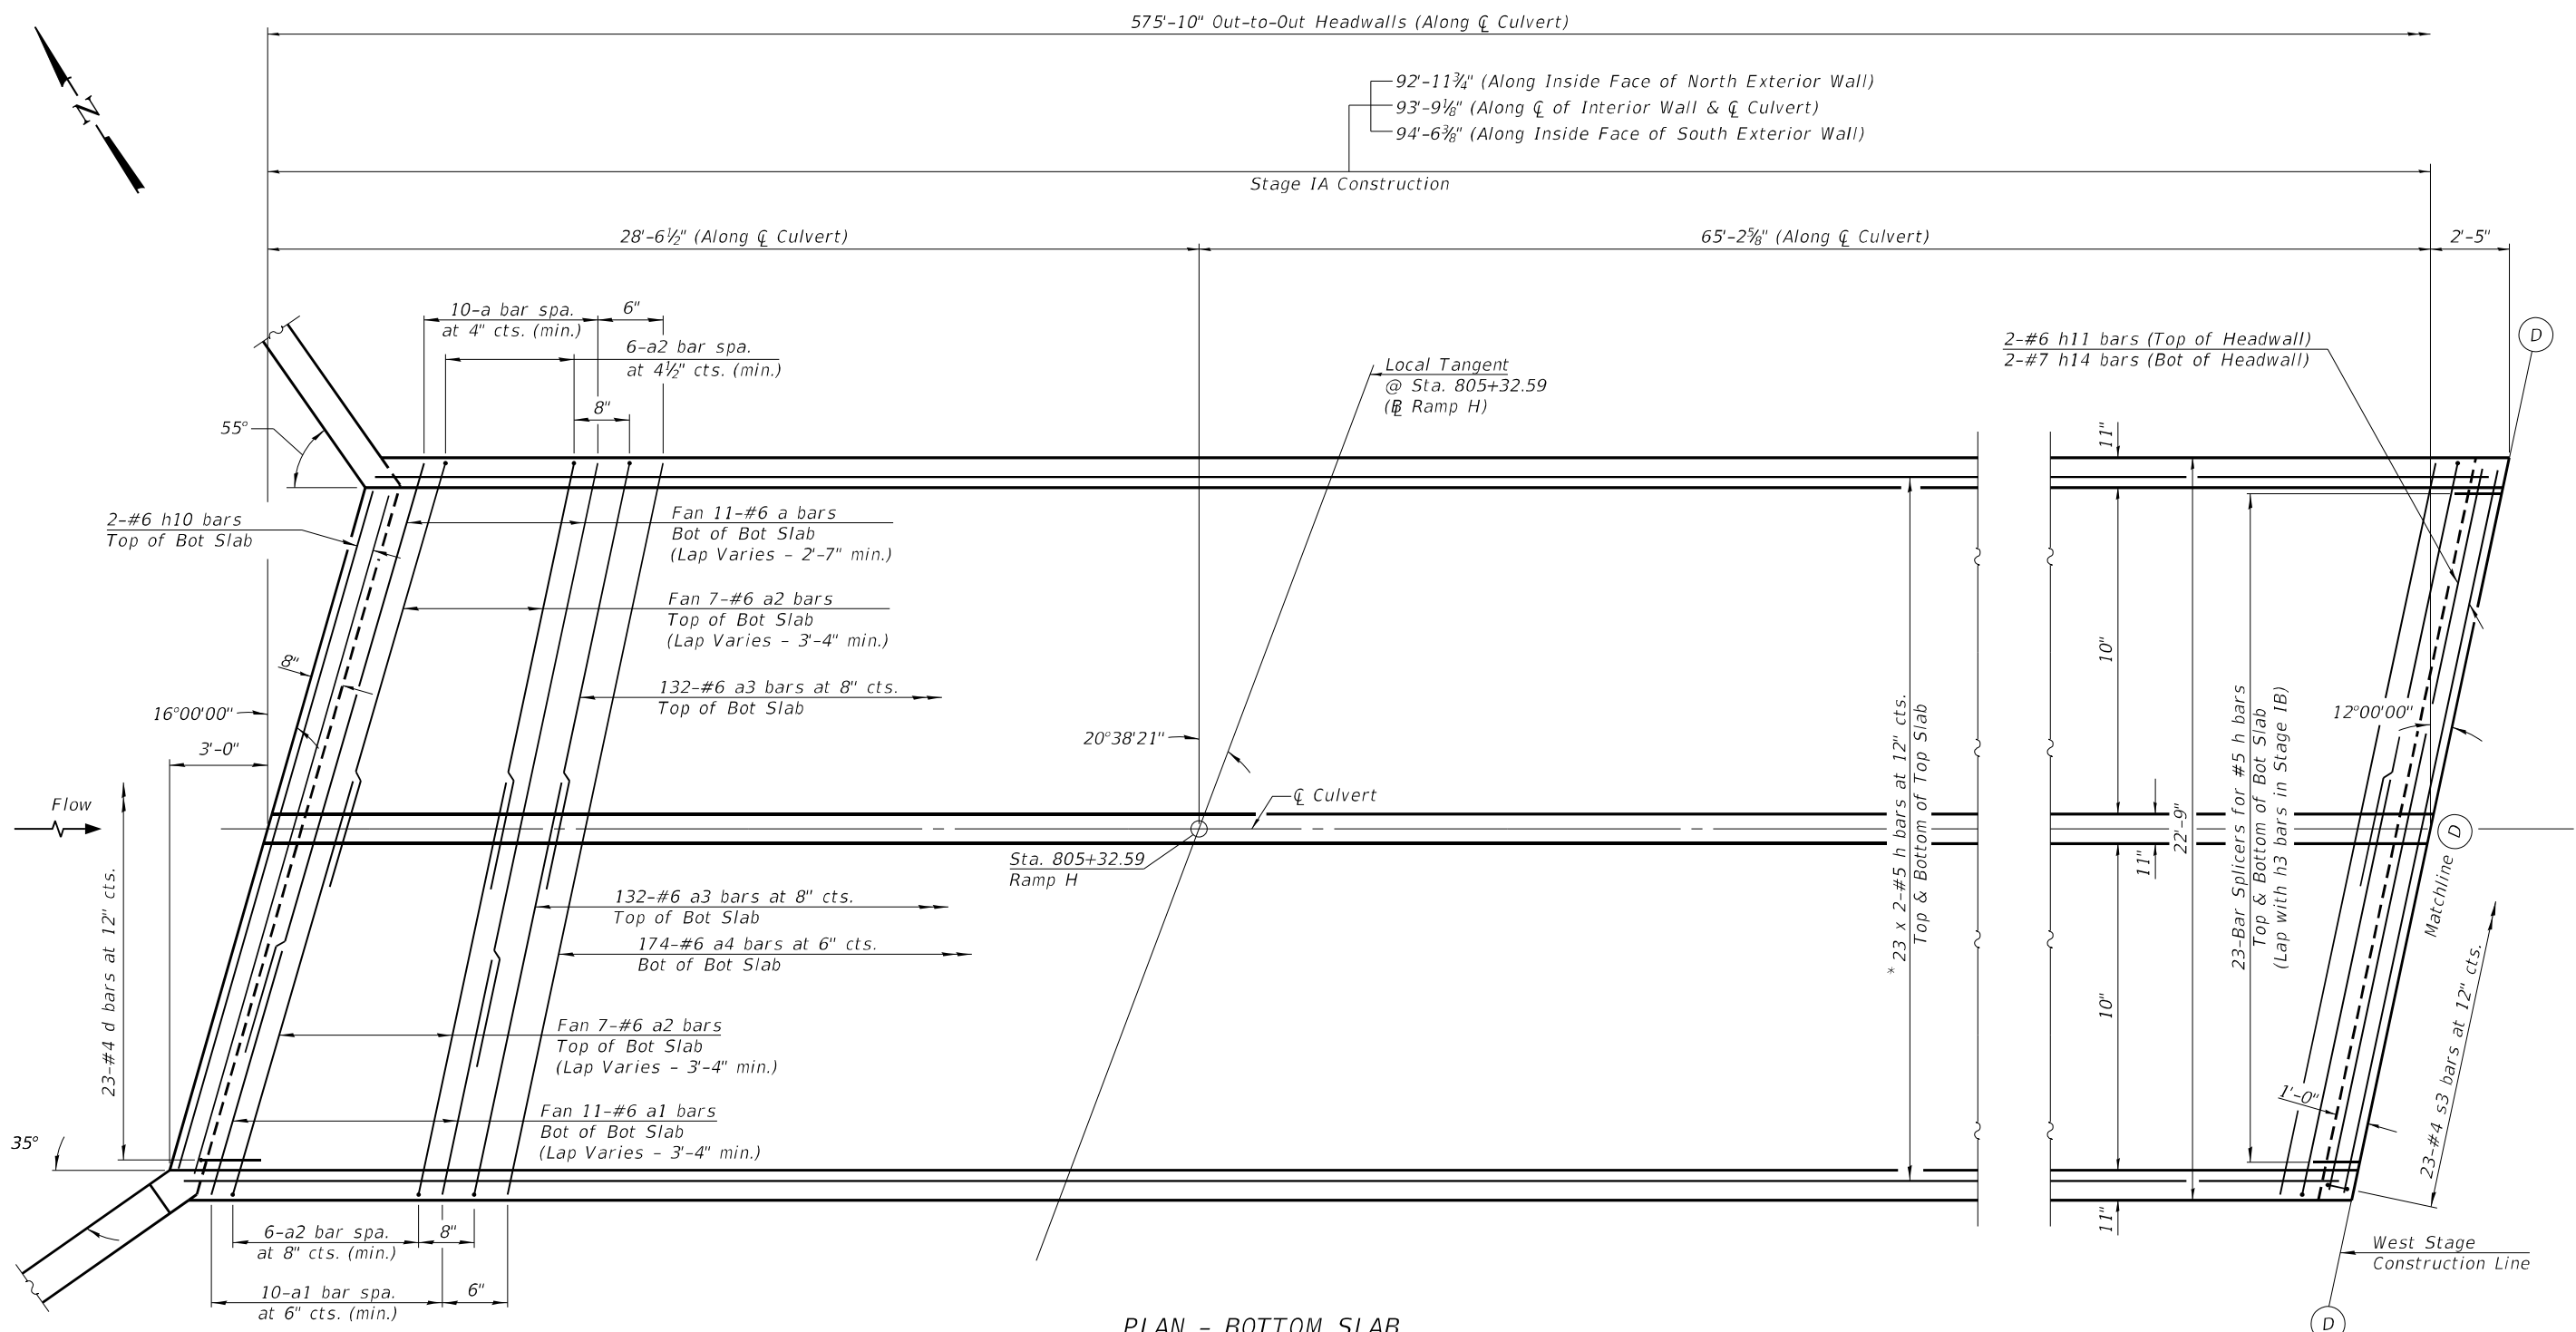 575'-10" Out-to-Out Headwalls (Along ℄ Culvert)
92'-11¾" (Along Inside Face of North Exterior Wall)
93'-9⅛" (Along ℄ of Interior Wall & ℄ Culvert)
94'-6⅜" (Along Inside Face of South Exterior Wall)
Stage IA Construction
28'-6½" (Along ℄ Culvert)
65'-2⅝" (Along ℄ Culvert)
2'-5"
N
10-a bar spa.
at 4" cts. (min.)
6"
6-a2 bar spa.
at 4½" cts. (min.)
8"
55°
Local Tangent
@ Sta. 805+32.59
(B̲L Ramp H)
2-#6 h11 bars (Top of Headwall)
2-#7 h14 bars (Bot of Headwall)
D
11"
2-#6 h10 bars
Top of Bot Slab
Fan 11-#6 a bars
Bot of Bot Slab
(Lap Varies - 2'-7" min.)
Fan 7-#6 a2 bars
Top of Bot Slab
(Lap Varies - 3'-4" min.)
8"
132-#6 a3 bars at 8" cts.
Top of Bot Slab
16°00'00"
3'-0"
20°38'21"
10"
12°00'00"
Flow
℄ Culvert
Sta. 805+32.59
Ramp H
23-#4 d bars at 12" cts.
132-#6 a3 bars at 8" cts.
Top of Bot Slab
174-#6 a4 bars at 6" cts.
Bot of Bot Slab
* 23 x 2-#5 h bars at 12" cts.
Top & Bottom of Top Slab
11"
22'-9"
23-Bar Splicers for #5 h bars
Top & Bottom of Bot Slab
(Lap with h3 bars in Stage IB)
Matchline
D
10"
Fan 7-#6 a2 bars
Top of Bot Slab
(Lap Varies - 3'-4" min.)
Fan 11-#6 a1 bars
Bot of Bot Slab
(Lap Varies - 3'-4" min.)
1'-0"
23-#4 s3 bars at 12" cts.
35°
11"
6-a2 bar spa.
at 8" cts. (min.)
8"
10-a1 bar spa.
at 6" cts. (min.)
6"
West Stage
Construction Line
D
PLAN - BOTTOM SLAB